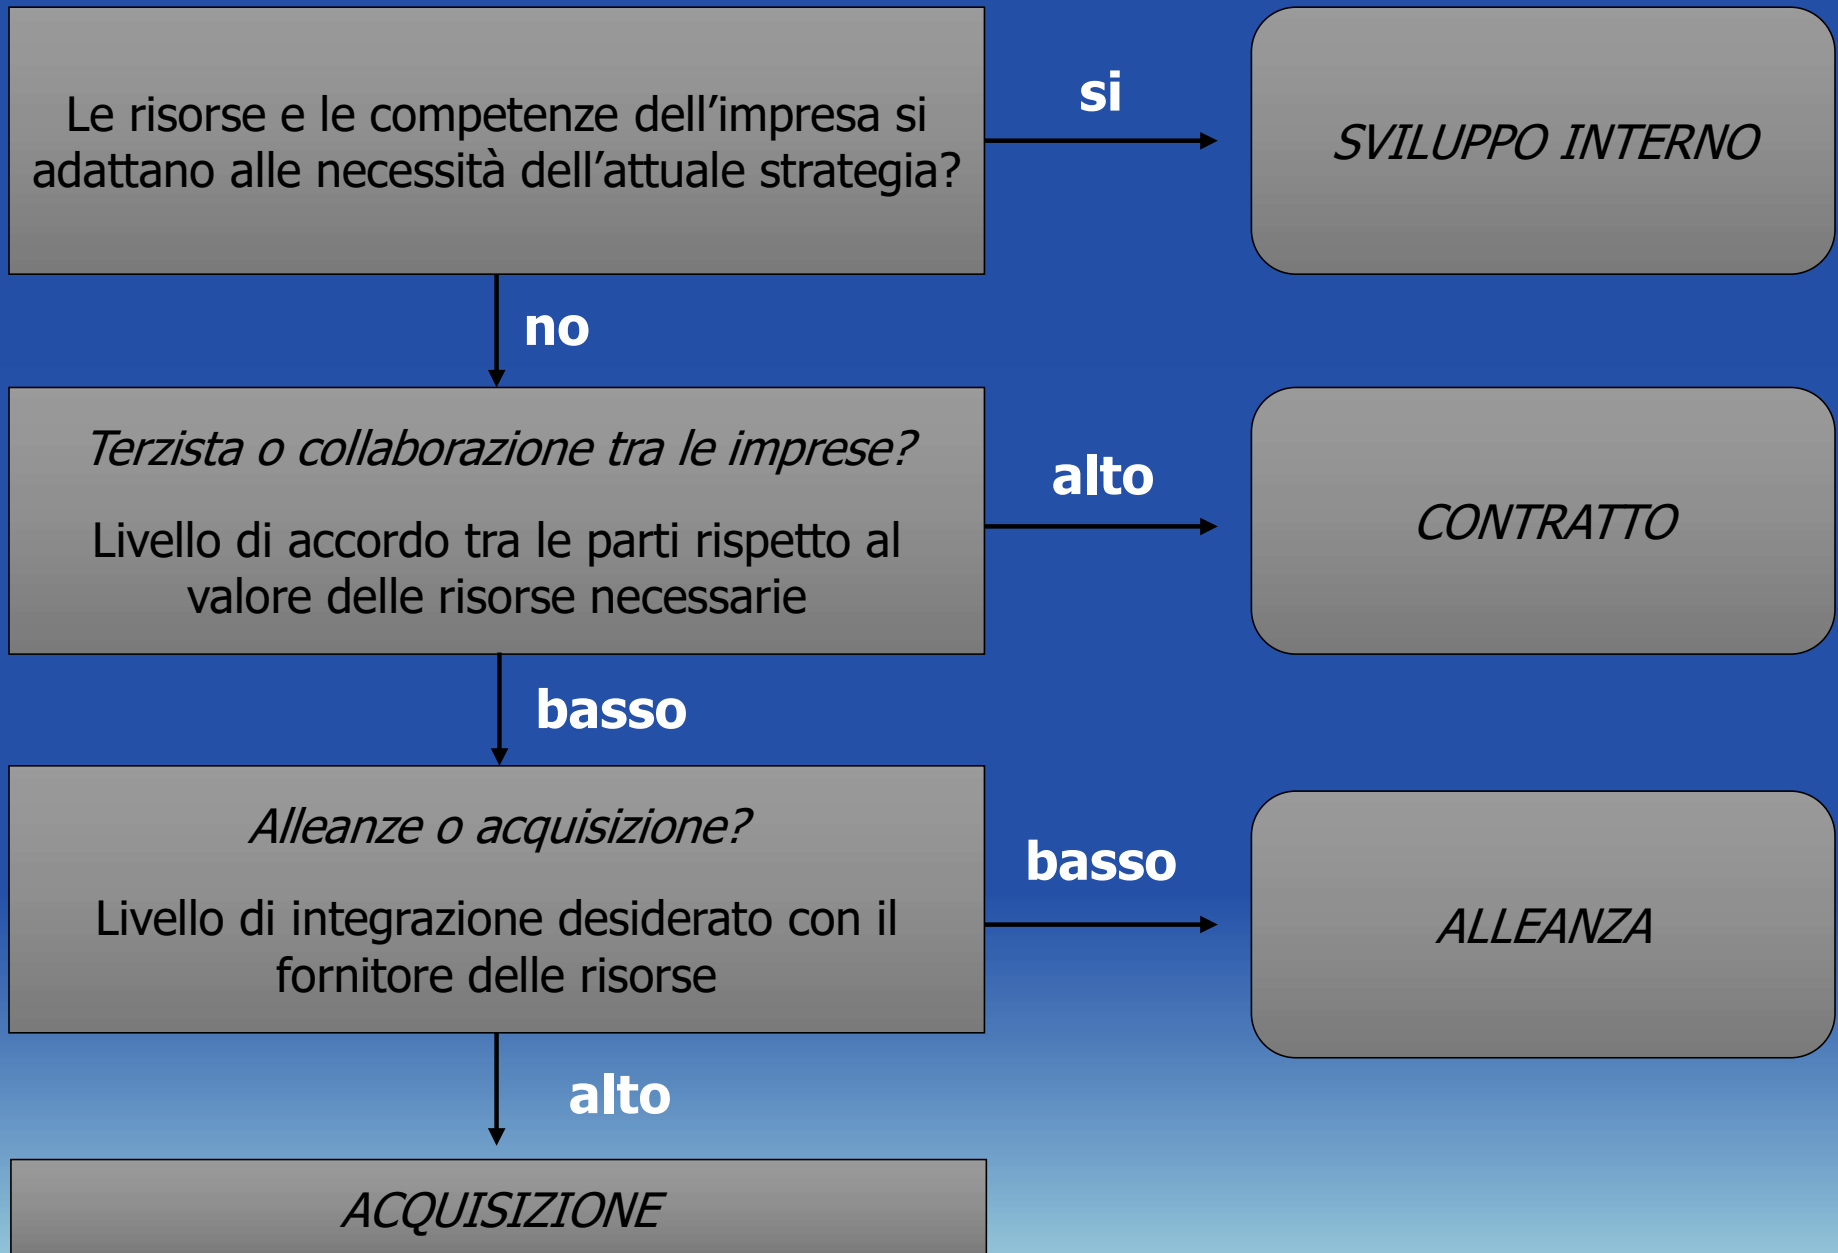 Le risorse e le competenze dell’impresa si
adattano alle necessità dell’attuale strategia?
si
SVILUPPO INTERNO
no
Terzista o collaborazione tra le imprese?
Livello di accordo tra le parti rispetto al
valore delle risorse necessarie
alto
CONTRATTO
basso
Alleanze o acquisizione?
Livello di integrazione desiderato con il
fornitore delle risorse
basso
ALLEANZA
alto
ACQUISIZIONE